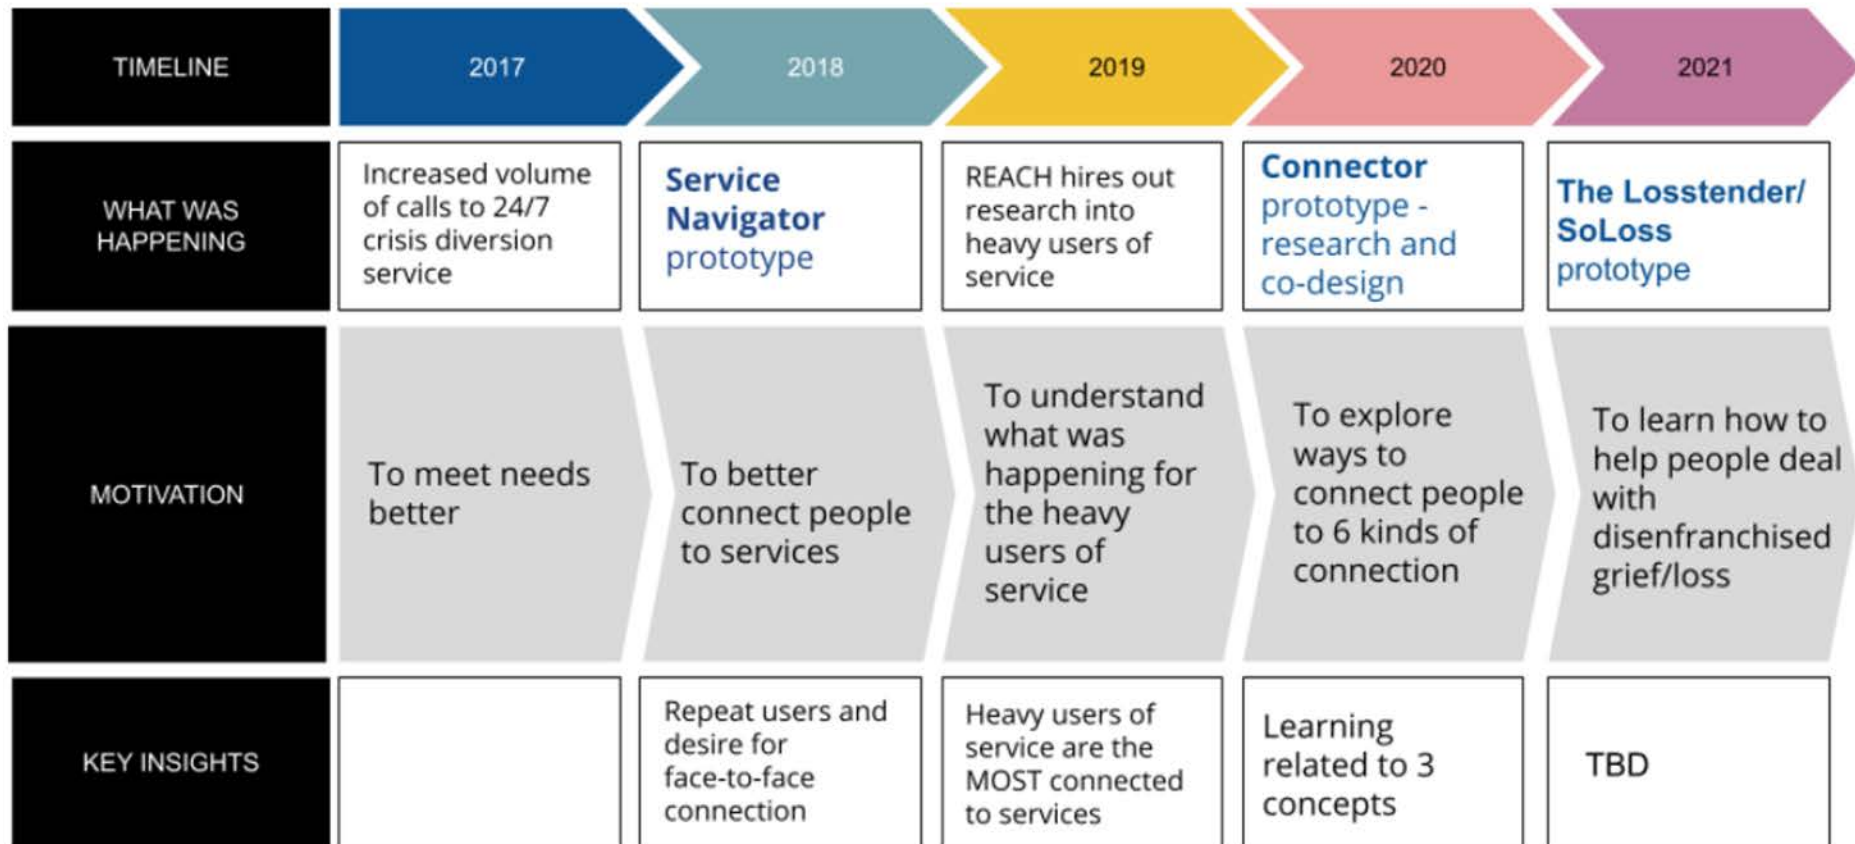 TIMELINE
2017
2018
2019
2020
2021
WHAT WAS
HAPPENING
Increased volume
of calls to 24/7
crisis diversion
service
Service
Navigator
prototype
REACH hires out
research into
heavy users of
service
Connector
prototype -
research and
co-design
The Losstender/
SoLoss
prototype
MOTIVATION
To meet needs
better
To better
connect people
to services
To understand
what was
happening for
the heavy
users of
service
To explore
ways to
connect people
to 6 kinds of
connection
To learn how to
help people deal
with
disenfranchised
grief/loss
KEY INSIGHTS
Repeat users and
desire for
face-to-face
connection
Heavy users of
service are the
MOST connected
to services
Learning
related to 3
concepts
TBD